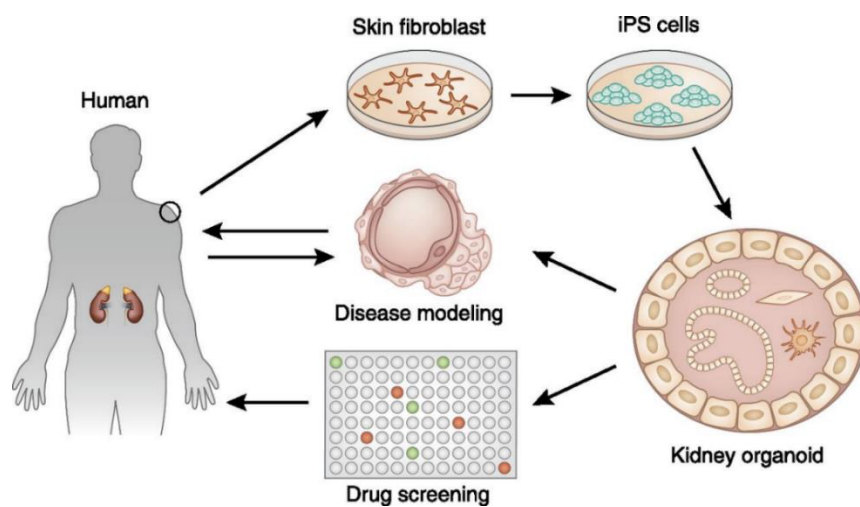 Skin fibroblast
iPS cells
Human
Disease modeling
Kidney organoid
Drug screening